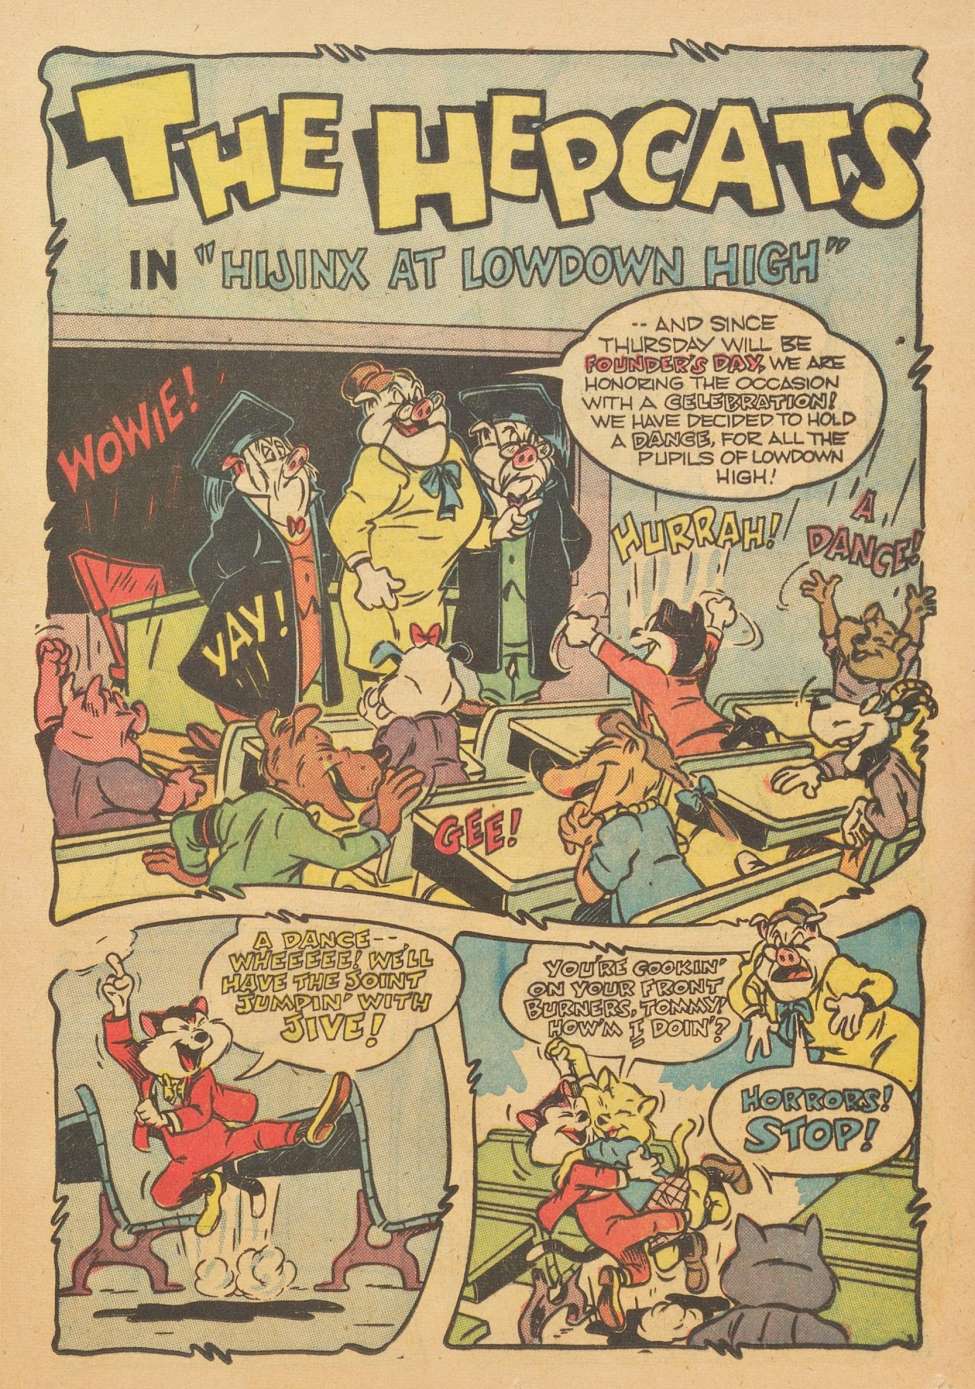 THE HEPCATS
IN "HIJINX AT LOWDOWN HIGH"
-- AND SINCE
THURSDAY WILL BE
FOUNDER'S DAY, WE ARE
HONORING THE OCCASION
WITH A CELEBRATION!
WE HAVE DECIDED TO HOLD
A DANCE, FOR ALL THE
PUPILS OF LOWDOWN
HIGH!
WOWIE!
HURRAH!
A
DANCE!
YAY!
GEE!
A DANCE--
WHEEEEE! WE'LL
HAVE THE JOINT
JUMPIN' WITH
JIVE!
YOU'RE COOKIN'
ON YOUR FRONT
BURNERS, TOMMY!
HOW'M I DOIN'?
HORRORS!
STOP!